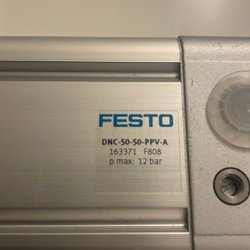 FESTO
DNC-50-50-PPV-A
163371 F808
p max: 12 bar